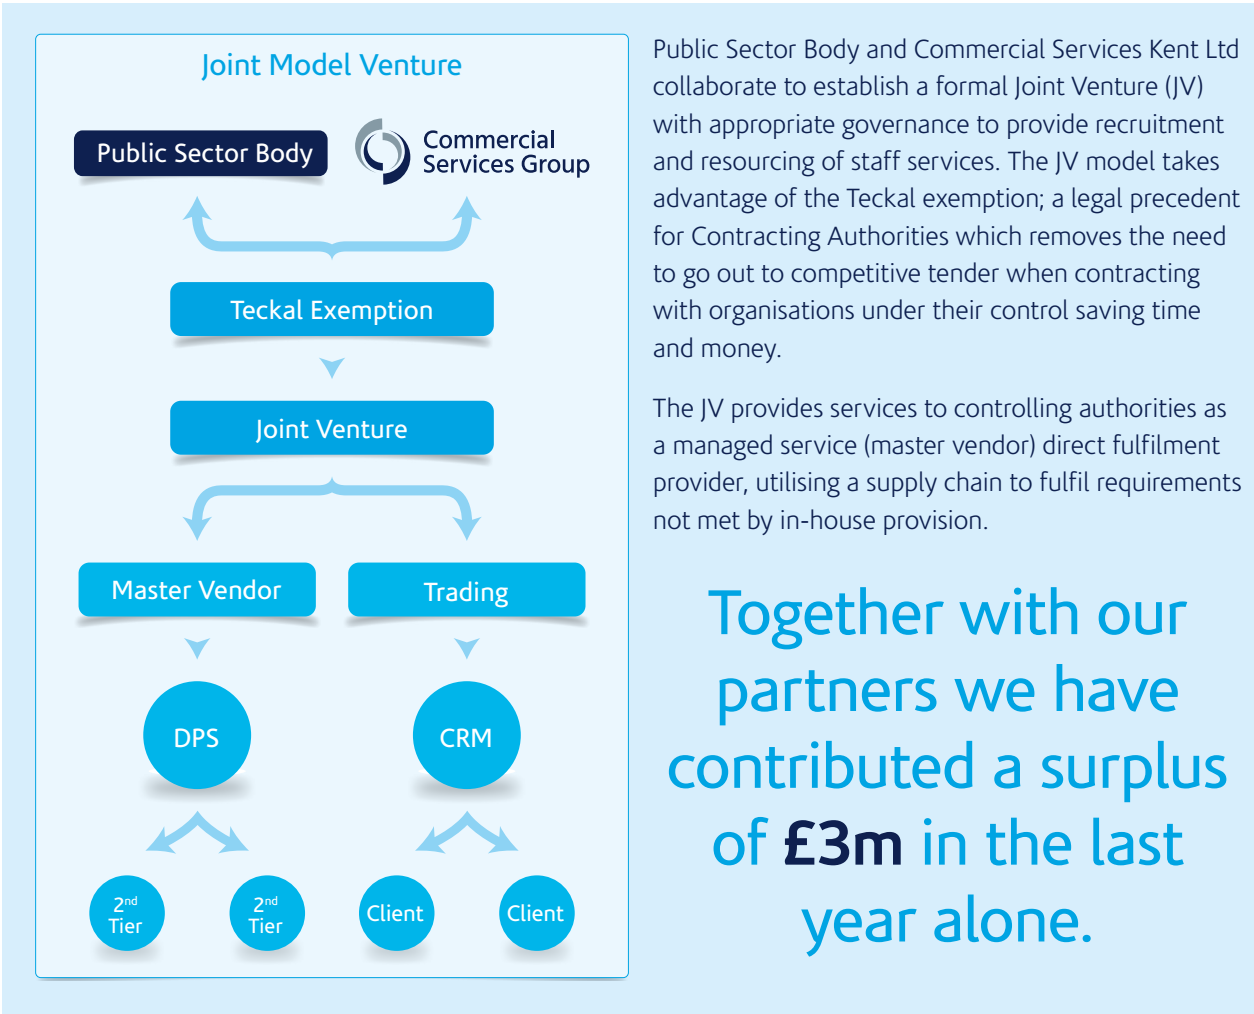 Joint Model Venture
Public Sector Body
Commercial
Services Group
Teckal Exemption
Joint Venture
Master Vendor
Trading
DPS
CRM
2nd
Tier
2nd
Tier
Client
Client
Public Sector Body and Commercial Services Kent Ltd
collaborate to establish a formal Joint Venture (JV)
with appropriate governance to provide recruitment
and resourcing of staff services. The JV model takes
advantage of the Teckal exemption; a legal precedent
for Contracting Authorities which removes the need
to go out to competitive tender when contracting
with organisations under their control saving time
and money.
The JV provides services to controlling authorities as
a managed service (master vendor) direct fulfilment
provider, utilising a supply chain to fulfil requirements
not met by in-house provision.
Together with our
partners we have
contributed a surplus
of £3m in the last
year alone.